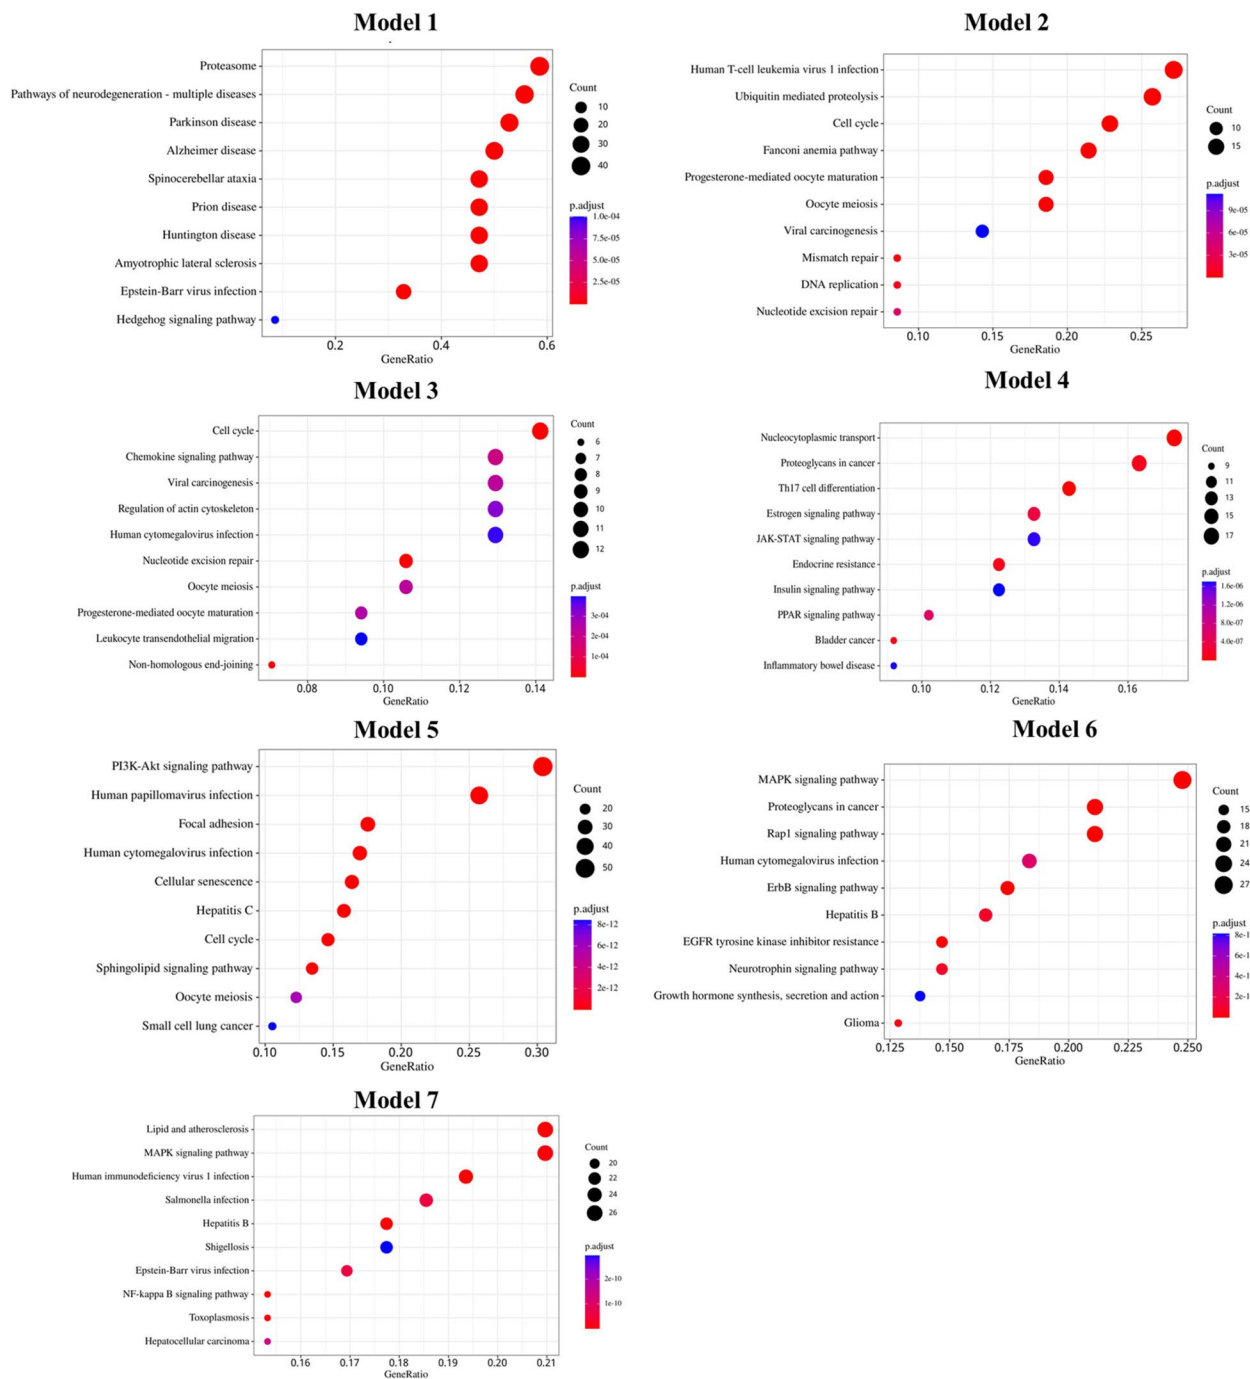 Model 1
Proteasome
Pathways of neurodegeneration - multiple diseases
Parkinson disease
Alzheimer disease
Spinocerebellar ataxia
Prion disease
Huntington disease
Amyotrophic lateral sclerosis
Epstein-Barr virus infection
Hedgehog signaling pathway
0.2 0.4 0.6
GeneRatio
Count
10
20
30
40
p.adjust
1.0e-04
7.5e-05
5.0e-05
2.5e-05
Model 2
Human T-cell leukemia virus 1 infection
Ubiquitin mediated proteolysis
Cell cycle
Fanconi anemia pathway
Progesterone-mediated oocyte maturation
Oocyte meiosis
Viral carcinogenesis
Mismatch repair
DNA replication
Nucleotide excision repair
0.10 0.15 0.20 0.25
GeneRatio
Count
10
15
p.adjust
9e-05
6e-05
3e-05
Model 3
Cell cycle
Chemokine signaling pathway
Viral carcinogenesis
Regulation of actin cytoskeleton
Human cytomegalovirus infection
Nucleotide excision repair
Oocyte meiosis
Progesterone-mediated oocyte maturation
Leukocyte transendothelial migration
Non-homologous end-joining
0.08 0.10 0.12 0.14
GeneRatio
Count
6
7
8
9
10
11
12
p.adjust
3e-04
2e-04
1e-04
Model 4
Nucleocytoplasmic transport
Proteoglycans in cancer
Th17 cell differentiation
Estrogen signaling pathway
JAK-STAT signaling pathway
Endocrine resistance
Insulin signaling pathway
PPAR signaling pathway
Bladder cancer
Inflammatory bowel disease
0.10 0.12 0.14 0.16
GeneRatio
Count
9
11
13
15
17
p.adjust
1.6e-06
1.2e-06
8.0e-07
4.0e-07
Model 5
PI3K-Akt signaling pathway
Human papillomavirus infection
Focal adhesion
Human cytomegalovirus infection
Cellular senescence
Hepatitis C
Cell cycle
Sphingolipid signaling pathway
Oocyte meiosis
Small cell lung cancer
0.10 0.15 0.20 0.25 0.30
GeneRatio
Count
20
30
40
50
p.adjust
8e-12
6e-12
4e-12
2e-12
Model 6
MAPK signaling pathway
Proteoglycans in cancer
Rap1 signaling pathway
Human cytomegalovirus infection
ErbB signaling pathway
Hepatitis B
EGFR tyrosine kinase inhibitor resistance
Neurotrophin signaling pathway
Growth hormone synthesis, secretion and action
Glioma
0.125 0.150 0.175 0.200 0.225 0.250
GeneRatio
Count
15
18
21
24
27
p.adjust
8e-1
6e-1
4e-1
2e-1
Model 7
Lipid and atherosclerosis
MAPK signaling pathway
Human immunodeficiency virus 1 infection
Salmonella infection
Hepatitis B
Shigellosis
Epstein-Barr virus infection
NF-kappa B signaling pathway
Toxoplasmosis
Hepatocellular carcinoma
0.16 0.17 0.18 0.19 0.20 0.21
GeneRatio
Count
20
22
24
26
p.adjust
2e-10
1e-10